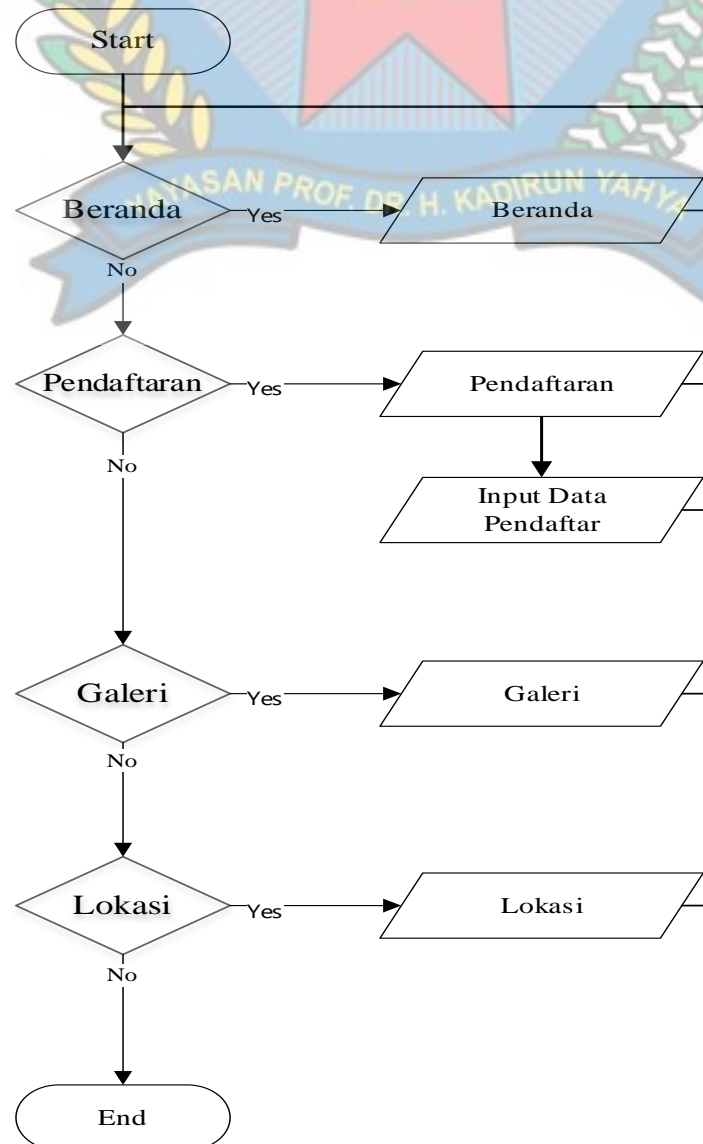 Start
YAYASAN PROF. DR. H. KADIRUN YAHYA
Beranda
Yes
Beranda
No
Pendaftaran
Yes
Pendaftaran
No
Input Data
Pendaftar
Galeri
Yes
Galeri
No
Lokasi
Yes
Lokasi
No
End